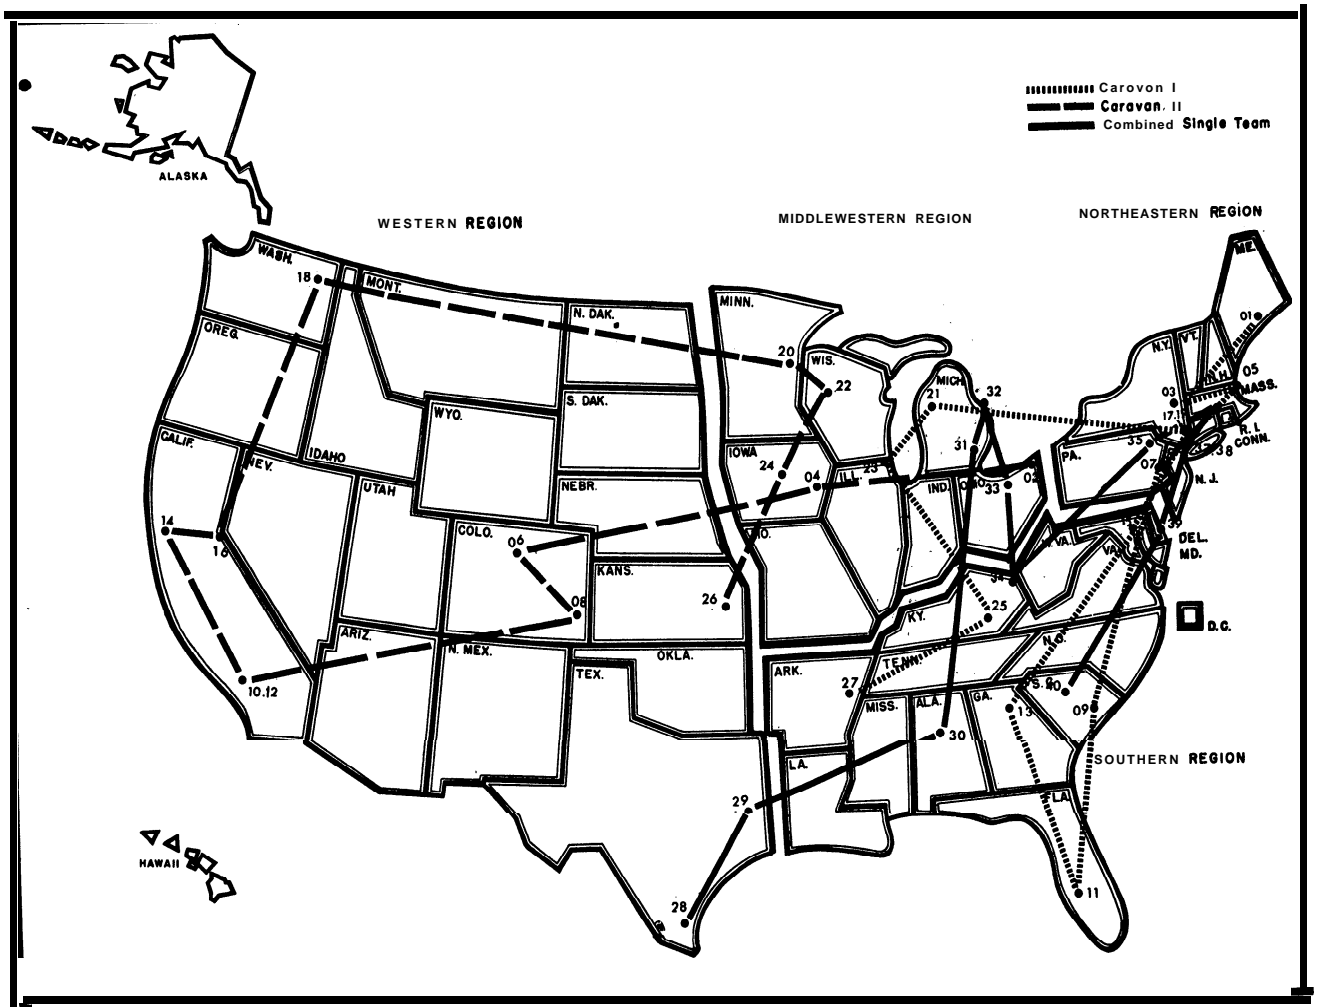 Carovon I
Caravan. II
Combined Single Team
ALASKA
WESTERN REGION
MIDDLEWESTERN REGION
NORTHEASTERN REGION
WASH.
18
MONT.
N. DAK.
MINN.
ME.
01
OREG.
20
WIS.
22
N.Y.
VT.
N.H.
05
MASS.
MICH.
21
32
03
17
WYO.
S. DAK.
CALIF.
NEV.
IDAHO
IOWA
31
35
PA.
R. I.
CONN.
38
24
04
ILL.
23
07
UTAH
NEBR.
IND.
33
02
N. J.
14
16
COLO.
06
39
DEL.
MD.
VA.
VA.
KANS.
34
08
26
25
KY.
D.C.
ARIZ.
N. MEX.
OKLA.
TENN.
10.12
TEX.
ARK.
27
S. C.
40
MISS.
ALA.
GA.
13
09
30
LA.
SOUTHERN REGION
29
FLA.
HAWAII
11
28